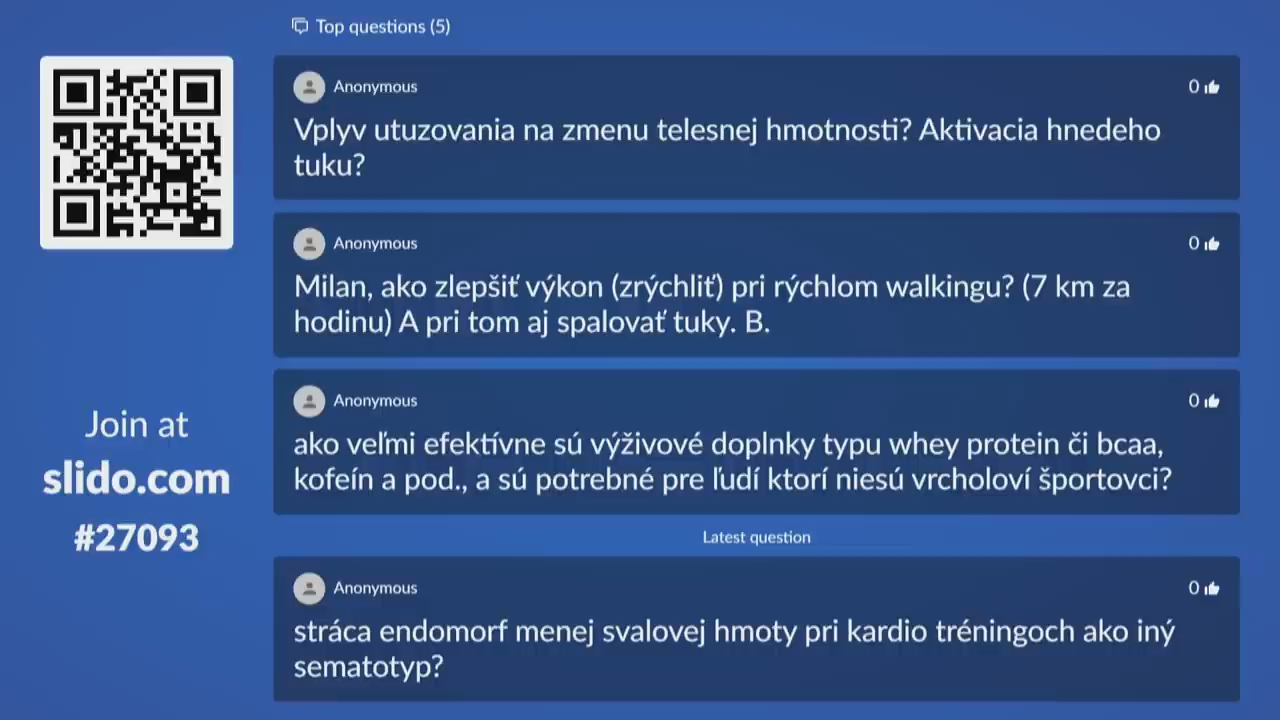 Top questions (5)
Anonymous
0
Vplyv utuzovania na zmenu telesnej hmotnosti? Aktivacia hnedeho
tuku?
Anonymous
0
Milan, ako zlepšiť výkon (zrýchliť) pri rýchlom walkingu? (7 km za
hodinu) A pri tom aj spalovať tuky. B.
Anonymous
0
ako veľmi efektívne sú výživové doplnky typu whey protein či bcaa,
kofeín a pod., a sú potrebné pre ľudí ktorí niesú vrcholoví športovci?
Latest question
Anonymous
0
stráca endomorf menej svalovej hmoty pri kardio tréningoch ako iný
sematotyp?
Join at
slido.com
#27093